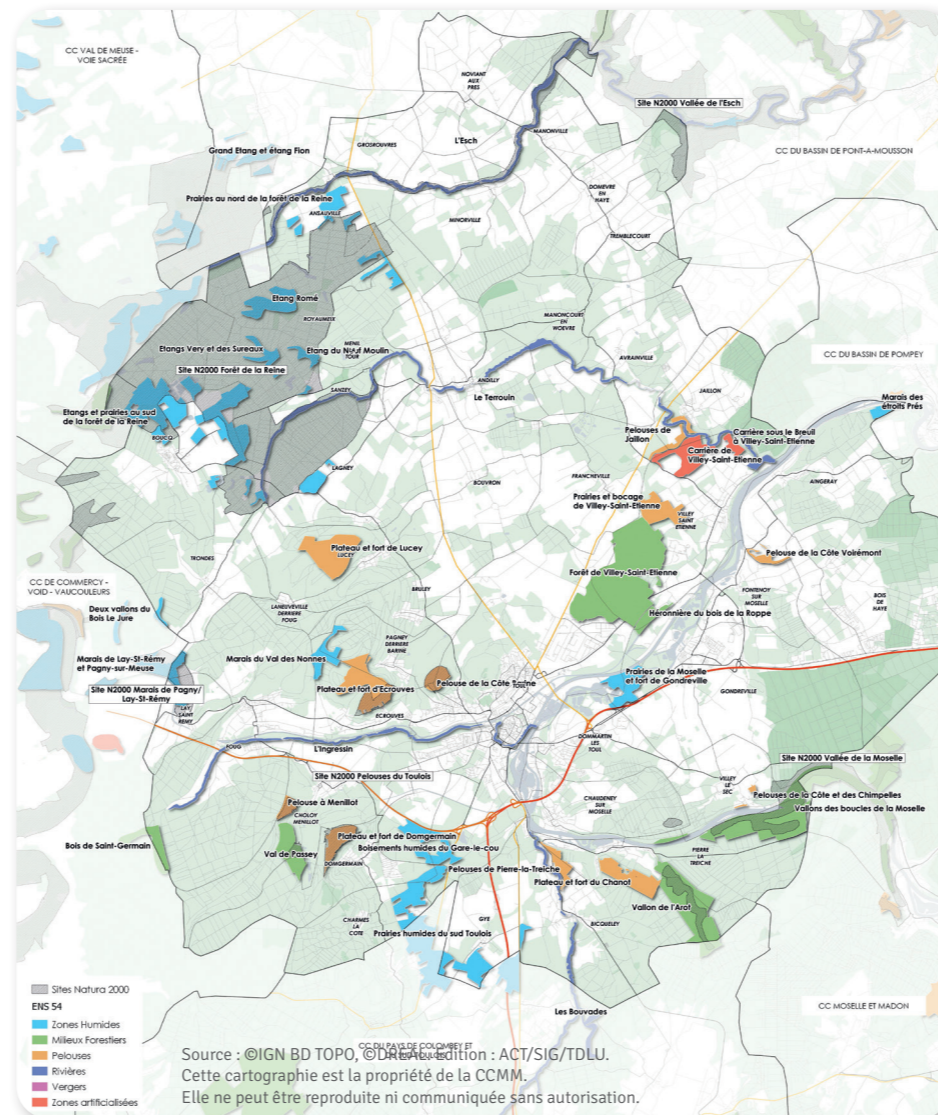 CC VAL DE MEUSE -
VOIE SACRÉE
NOVIANT
AUX
PRES
Site N2000 Vallée de l'Esch
L'Esch
MANONVILLE
GROSROUVRES
Grand Etang et étang Fion
CC DU BASSIN DE PONT-A-MOUSSON
DOMEVRE
EN
HAYE
Prairies au nord de la forêt de la Reine
ANSAUVILLE
MINORVILLE
TREMBLECOURT
Etang Romé
ROYAUMEIX
MANONCOURT
EN
WOEVRE
Etangs Very et des Sureaux
Etang du Neuf Moulin
MENIL
LA
TOUR
AVRAINVILLE
CC DU BASSIN DE POMPEY
Site N2000 Forêt de la Reine
SANZEY
ANDILLY
JAILLON
Le Terrouin
Marais des
étroits Prés
Etangs et prairies au sud
de la forêt de la Reine
BOUCQ
Pelouses de
Jaillon
Carrière sous le Breuil
à Villey-Saint-Etienne
Carrière de
Villey-Saint-Etienne
LAGNEY
FRANCHEVILLE
BOUVRON
AINGERAY
Prairies et bocage
de Villey-Saint-Etienne
VILLEY
SAINT
ETIENNE
Plateau et fort de Lucey
LUCEY
Pelouse de la Côte Voirémont
TRONDES
Forêt de Villey-Saint-Etienne
CC DE COMMERCY -
VOID - VAUCOULEURS
BRULEY
FONTENOY
SUR
MOSELLE
BOIS
DE
HAYE
Deux vallons du
Bois Le Jure
LANEUVEVILLE
DERRIERE
FOUG
Héronnière du bois de la Roppe
PAGNEY
DERRIERE
BARINE
Marais de Lay-St-Rémy
et Pagny-sur-Meuse
Marais du Val des Nonnes
Prairies de la Moselle
et fort de Gondreville
Pelouse de la Côte
Plateau et fort d'Ecrouves
Site N2000 Marais de Pagny/
Lay-St-Rémy
LAY
SAINT
REMY
GONDREVILLE
ECROUVES
DOMMARTIN
LES
TOUL
FOUG
L'Ingressin
Site N2000 Vallée de la Moselle
Site N2000 Pelouses du Toulois
VILLEY
LE
SEC
Pelouses de la Côte et des Chimpelles
Pelouse à Menillot
CHAUDENEY
SUR
MOSELLE
Vallons des boucles de la Moselle
CHOLOY
MENILLOT
Plateau et fort de Domgermain
Bois de Saint-Germain
Boisements humides du Gare-le-cou
Val de Passey
DOMGERMAIN
PIERRE
LA
TREICHE
Pelouses de Pierre-la-Treiche
Plateau et fort du Chanot
Vallon de l'Arot
CHARMES
LA
COTE
GYE
BICQUELEY
Prairies humides du sud Toulois
Les Bouvades
CC MOSELLE ET MADON
CC DU PAYS DE COLOMBEY ET
Sites Natura 2000
ENS 54
Zones Humides
Milieux Forestiers
Pelouses
Rivières
Vergers
Zones artificialisées
Source : ©IGN BD TOPO, ©DREAL. Edition : ACT/SIG/TDLU.
Cette cartographie est la propriété de la CCMM.
Elle ne peut être reproduite ni communiquée sans autorisation.